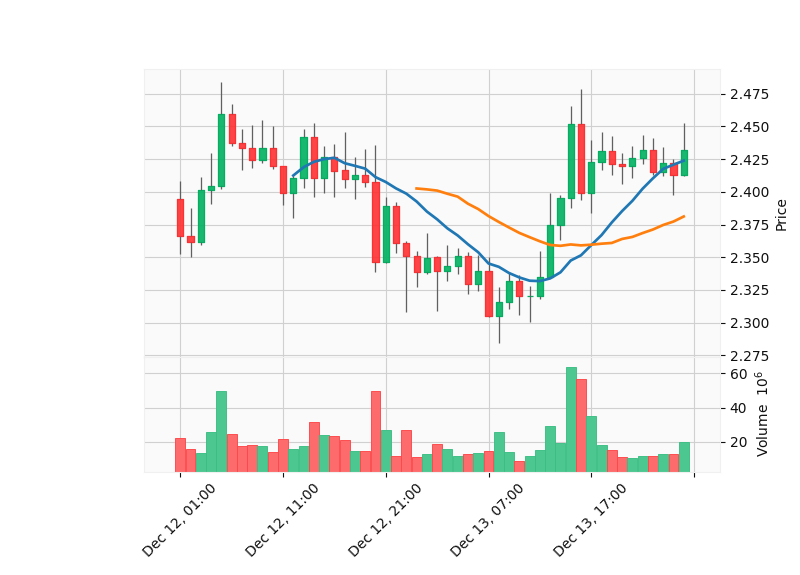 2.475
2.450
2.425
2.400
2.375
2.350
2.325
2.300
2.275
Price
60
40
20
Volume 10⁶
Dec 12, 01:00
Dec 12, 11:00
Dec 12, 21:00
Dec 13, 07:00
Dec 13, 17:00